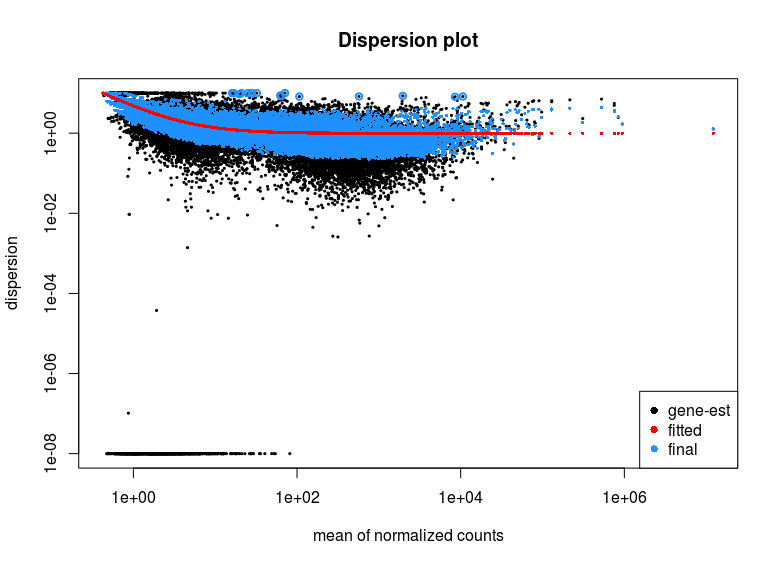 Dispersion plot
dispersion
1e+00
1e-02
1e-04
1e-06
1e-08
gene-est
fitted
final
1e+00 1e+02 1e+04 1e+06
mean of normalized counts